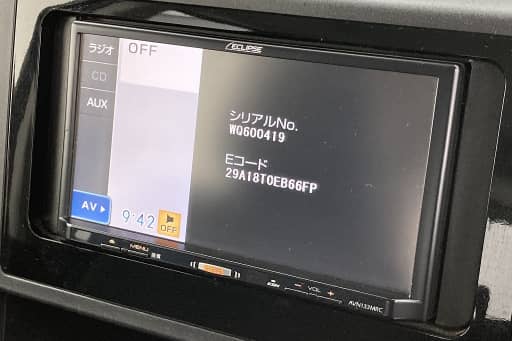 ECLIPSE
ラジオ
OFF
CD
AUX
シリアルNo.
WQ600419
Eコード
29A18T0EB66FP
AV
9:42
OFF
MENU
VOL
AVN133MRC